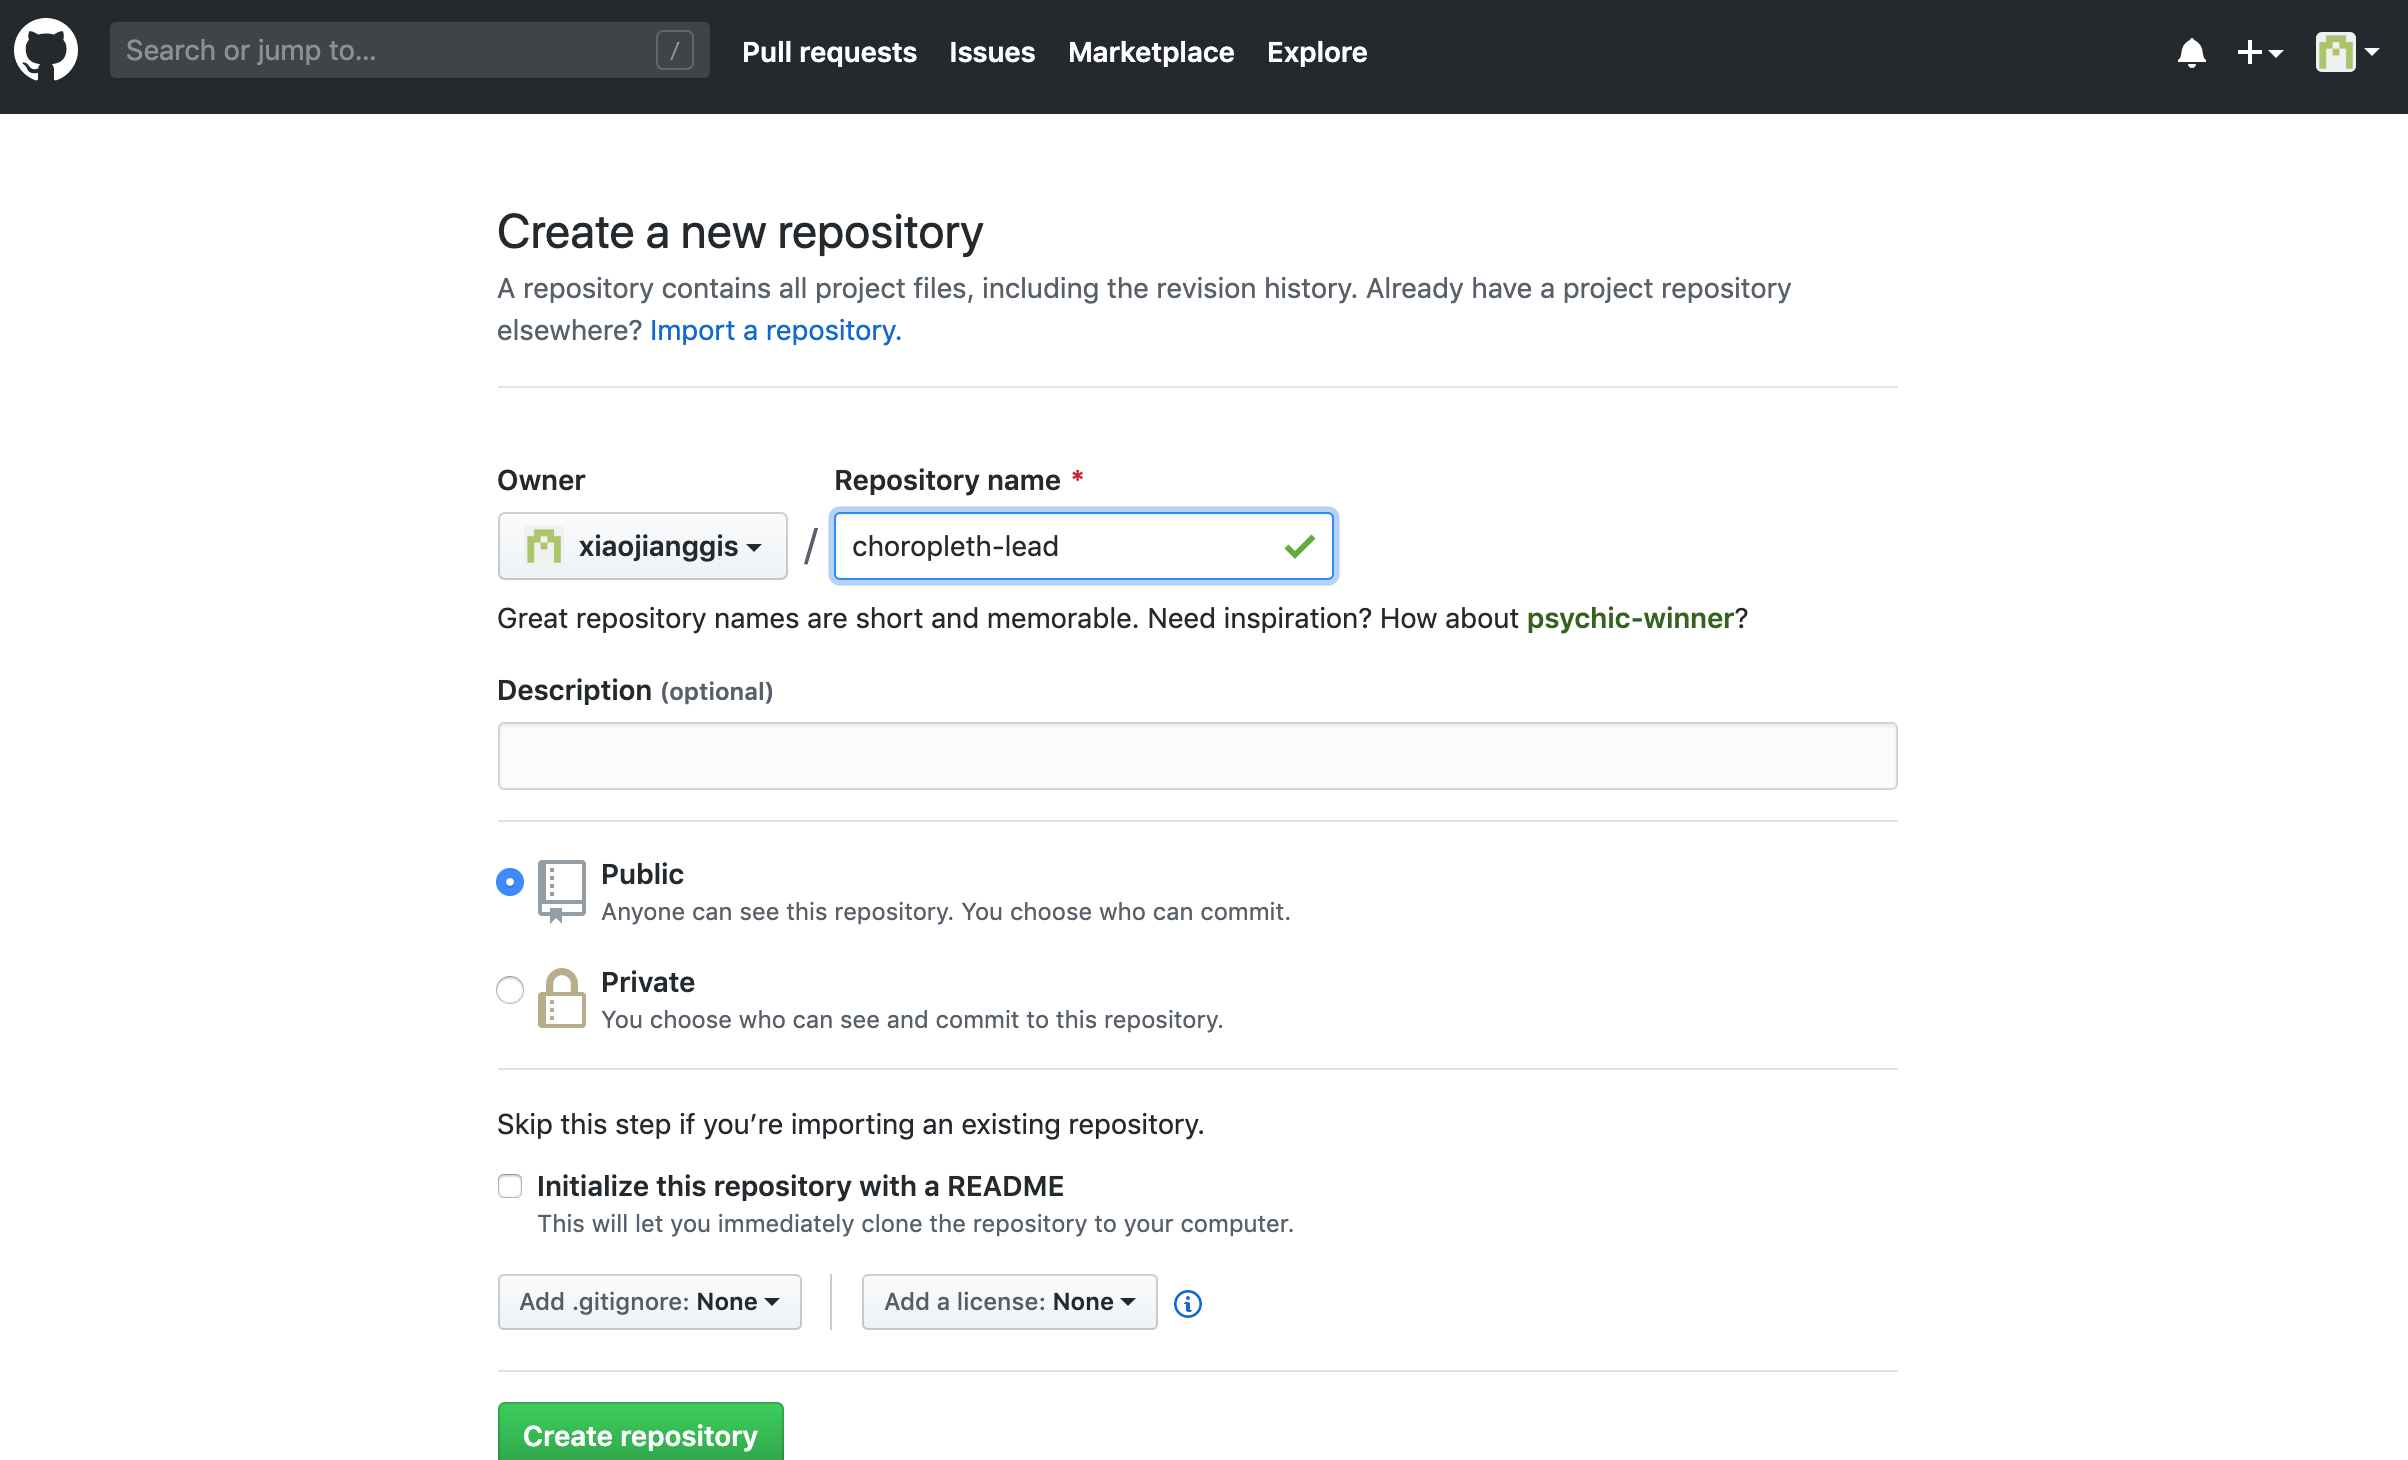 Search or jump to...
/
Pull requests
Issues
Marketplace
Explore
Create a new repository
A repository contains all project files, including the revision history. Already have a project repository
elsewhere? Import a repository.
Owner
Repository name *
xiaojianggis
/
choropleth-lead
Great repository names are short and memorable. Need inspiration? How about psychic-winner?
Description (optional)
Public
Anyone can see this repository. You choose who can commit.
Private
You choose who can see and commit to this repository.
Skip this step if you’re importing an existing repository.
Initialize this repository with a README
This will let you immediately clone the repository to your computer.
Add .gitignore: None
Add a license: None
Create repository